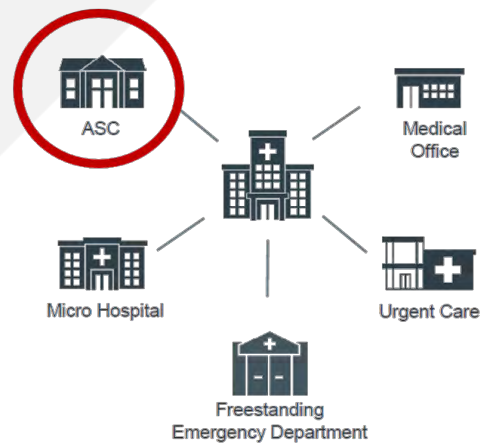 ASC
Medical
Office
Micro Hospital
Urgent Care
Freestanding
Emergency Department